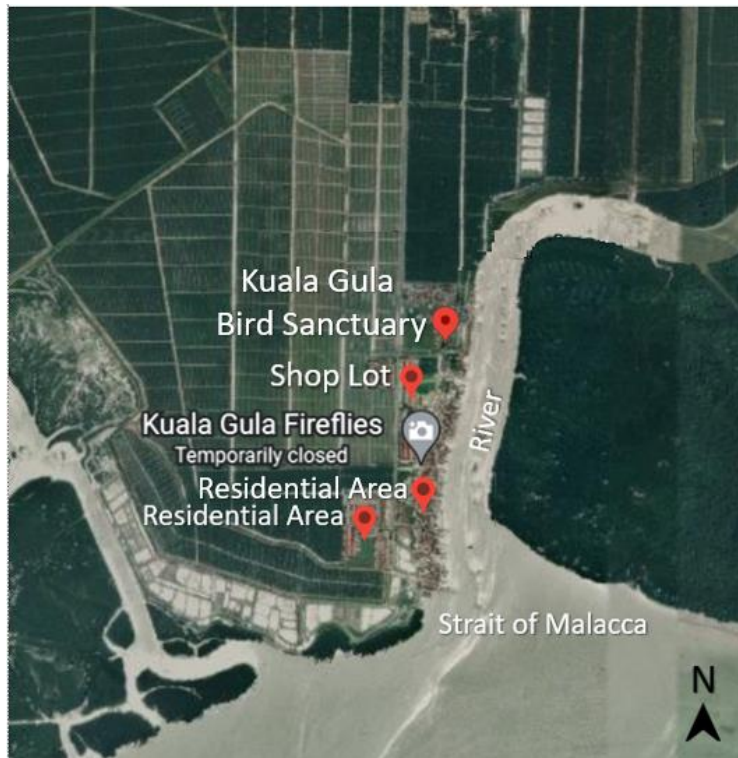 Kuala Gula
Bird Sanctuary
Shop Lot
Kuala Gula Fireflies
Temporarily closed
River
Residential Area
Residential Area
Strait of Malacca
N